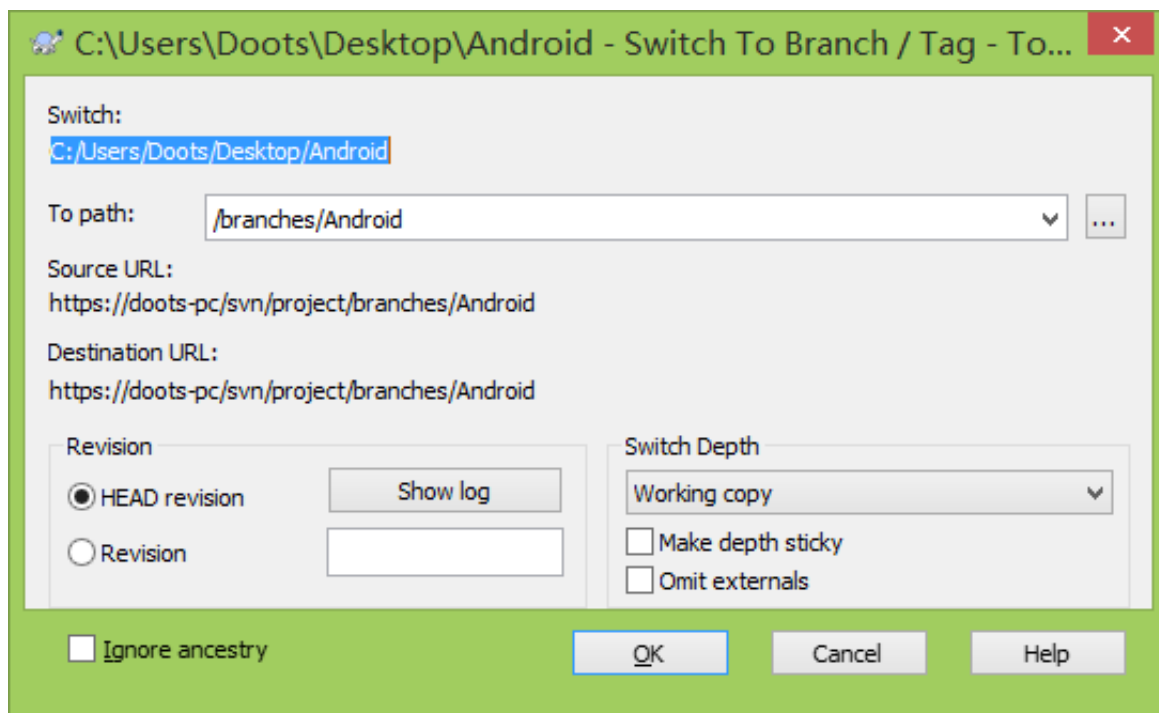 C:\Users\Doots\Desktop\Android - Switch To Branch / Tag - To...
Switch:
C:/Users/Doots/Desktop/Android
To path:
/branches/Android
...
Source URL:
https://doots-pc/svn/project/branches/Android
Destination URL:
https://doots-pc/svn/project/branches/Android
Revision
HEAD revision
Show log
Revision
Switch Depth
Working copy
Make depth sticky
Omit externals
Ignore ancestry
OK
Cancel
Help